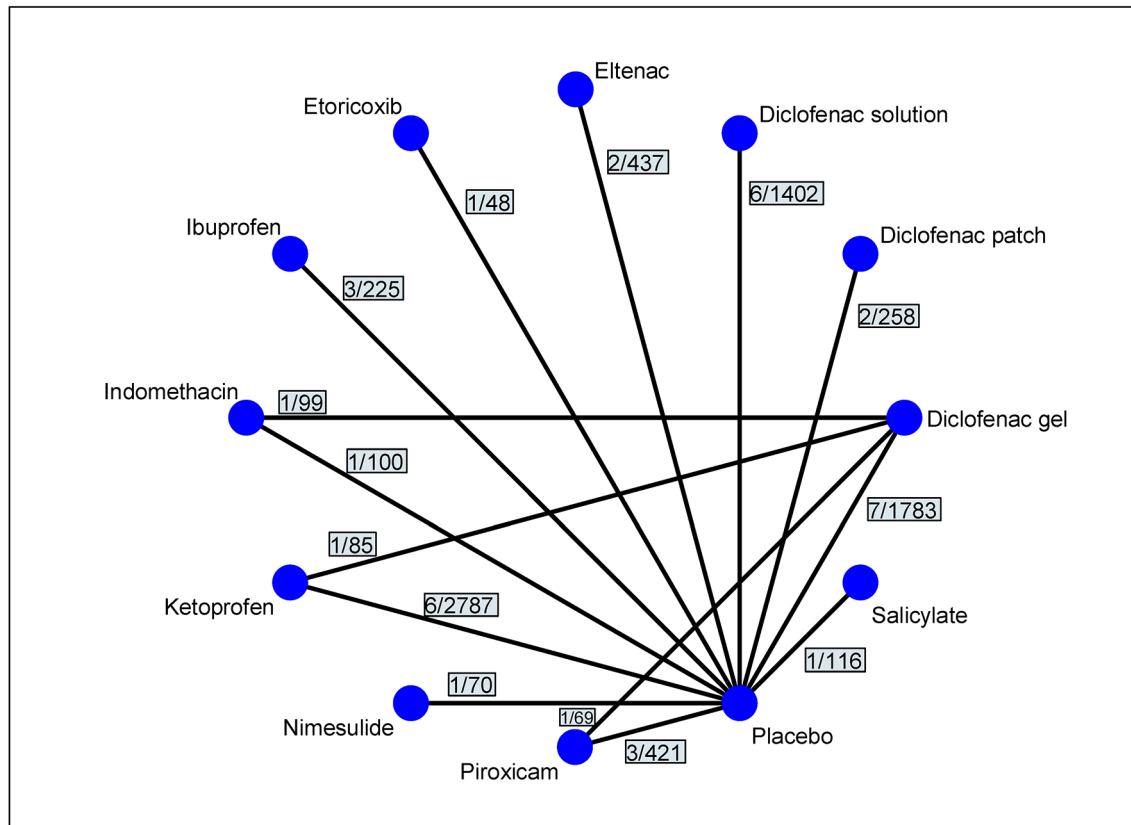 Eltenac
Etoricoxib
Diclofenac solution
2/437
6/1402
1/48
Ibuprofen
Diclofenac patch
3/225
2/258
Indomethacin
1/99
Diclofenac gel
1/100
7/1783
1/85
Ketoprofen
6/2787
Salicylate
1/116
1/70
Nimesulide
1/69
Placebo
3/421
Piroxicam